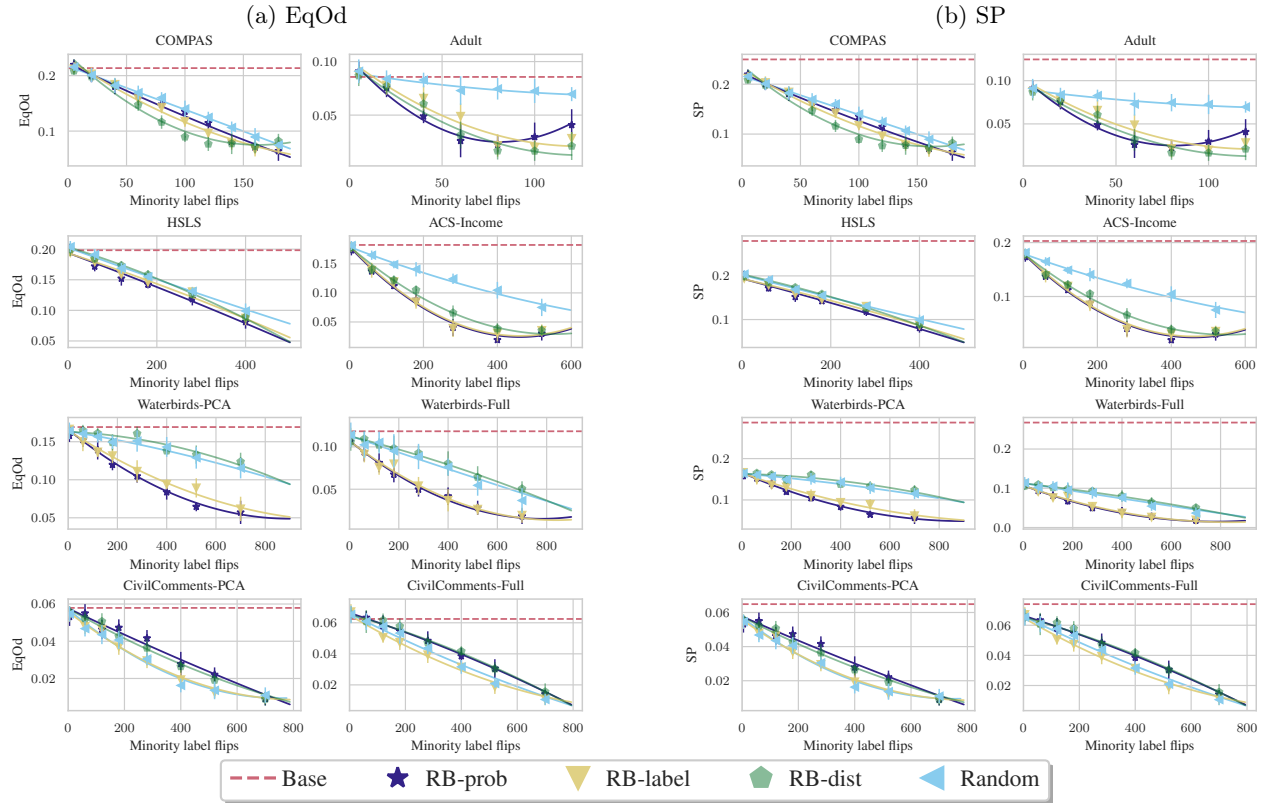 (a) EqOd
(b) SP
COMPAS
Adult
COMPAS
Adult
EqOd
0.2
0.1
0.10
0.05
SP
0.2
0.1
0.10
0.05
0 50 100 150
0 50 100
0 50 100 150
0 50 100
Minority label flips
Minority label flips
Minority label flips
Minority label flips
HSLS
ACS-Income
HSLS
ACS-Income
EqOd
0.20
0.15
0.10
0.05
0.15
0.10
0.05
SP
0.2
0.1
0.2
0.1
0 200 400
0 200 400 600
0 200 400
0 200 400 600
Minority label flips
Minority label flips
Minority label flips
Minority label flips
Waterbirds-PCA
Waterbirds-Full
Waterbirds-PCA
Waterbirds-Full
EqOd
0.15
0.10
0.05
0.10
0.05
SP
0.2
0.1
0.2
0.1
0.0
0 200 400 600 800
0 200 400 600 800
0 200 400 600 800
0 200 400 600 800
Minority label flips
Minority label flips
Minority label flips
Minority label flips
CivilComments-PCA
CivilComments-Full
CivilComments-PCA
CivilComments-Full
EqOd
0.06
0.04
0.02
0.06
0.04
0.02
SP
0.06
0.04
0.02
0.06
0.04
0.02
0 200 400 600 800
0 200 400 600 800
0 200 400 600 800
0 200 400 600 800
Minority label flips
Minority label flips
Minority label flips
Minority label flips
Base RB-prob RB-label RB-dist Random